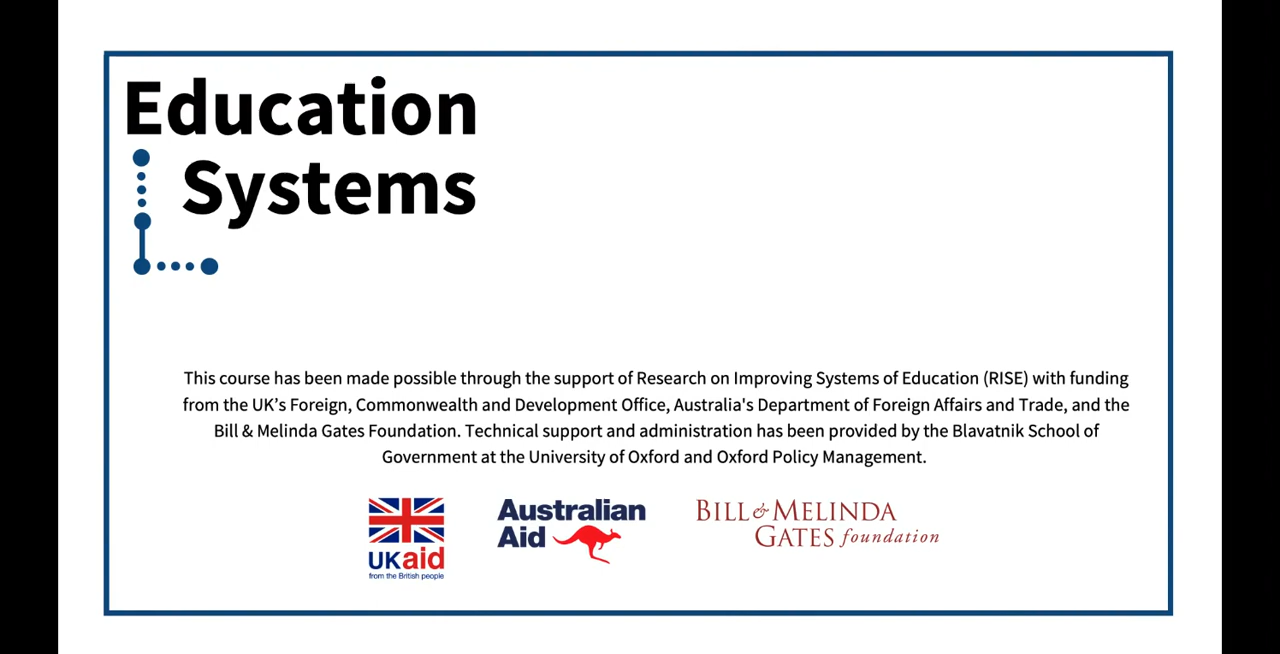 Education
Systems
This course has been made possible through the support of Research on Improving Systems of Education (RISE) with funding
from the UK’s Foreign, Commonwealth and Development Office, Australia's Department of Foreign Affairs and Trade, and the
Bill & Melinda Gates Foundation. Technical support and administration has been provided by the Blavatnik School of
Government at the University of Oxford and Oxford Policy Management.
UKaid
from the British people
Australian
Aid
BILL & MELINDA
GATES foundation